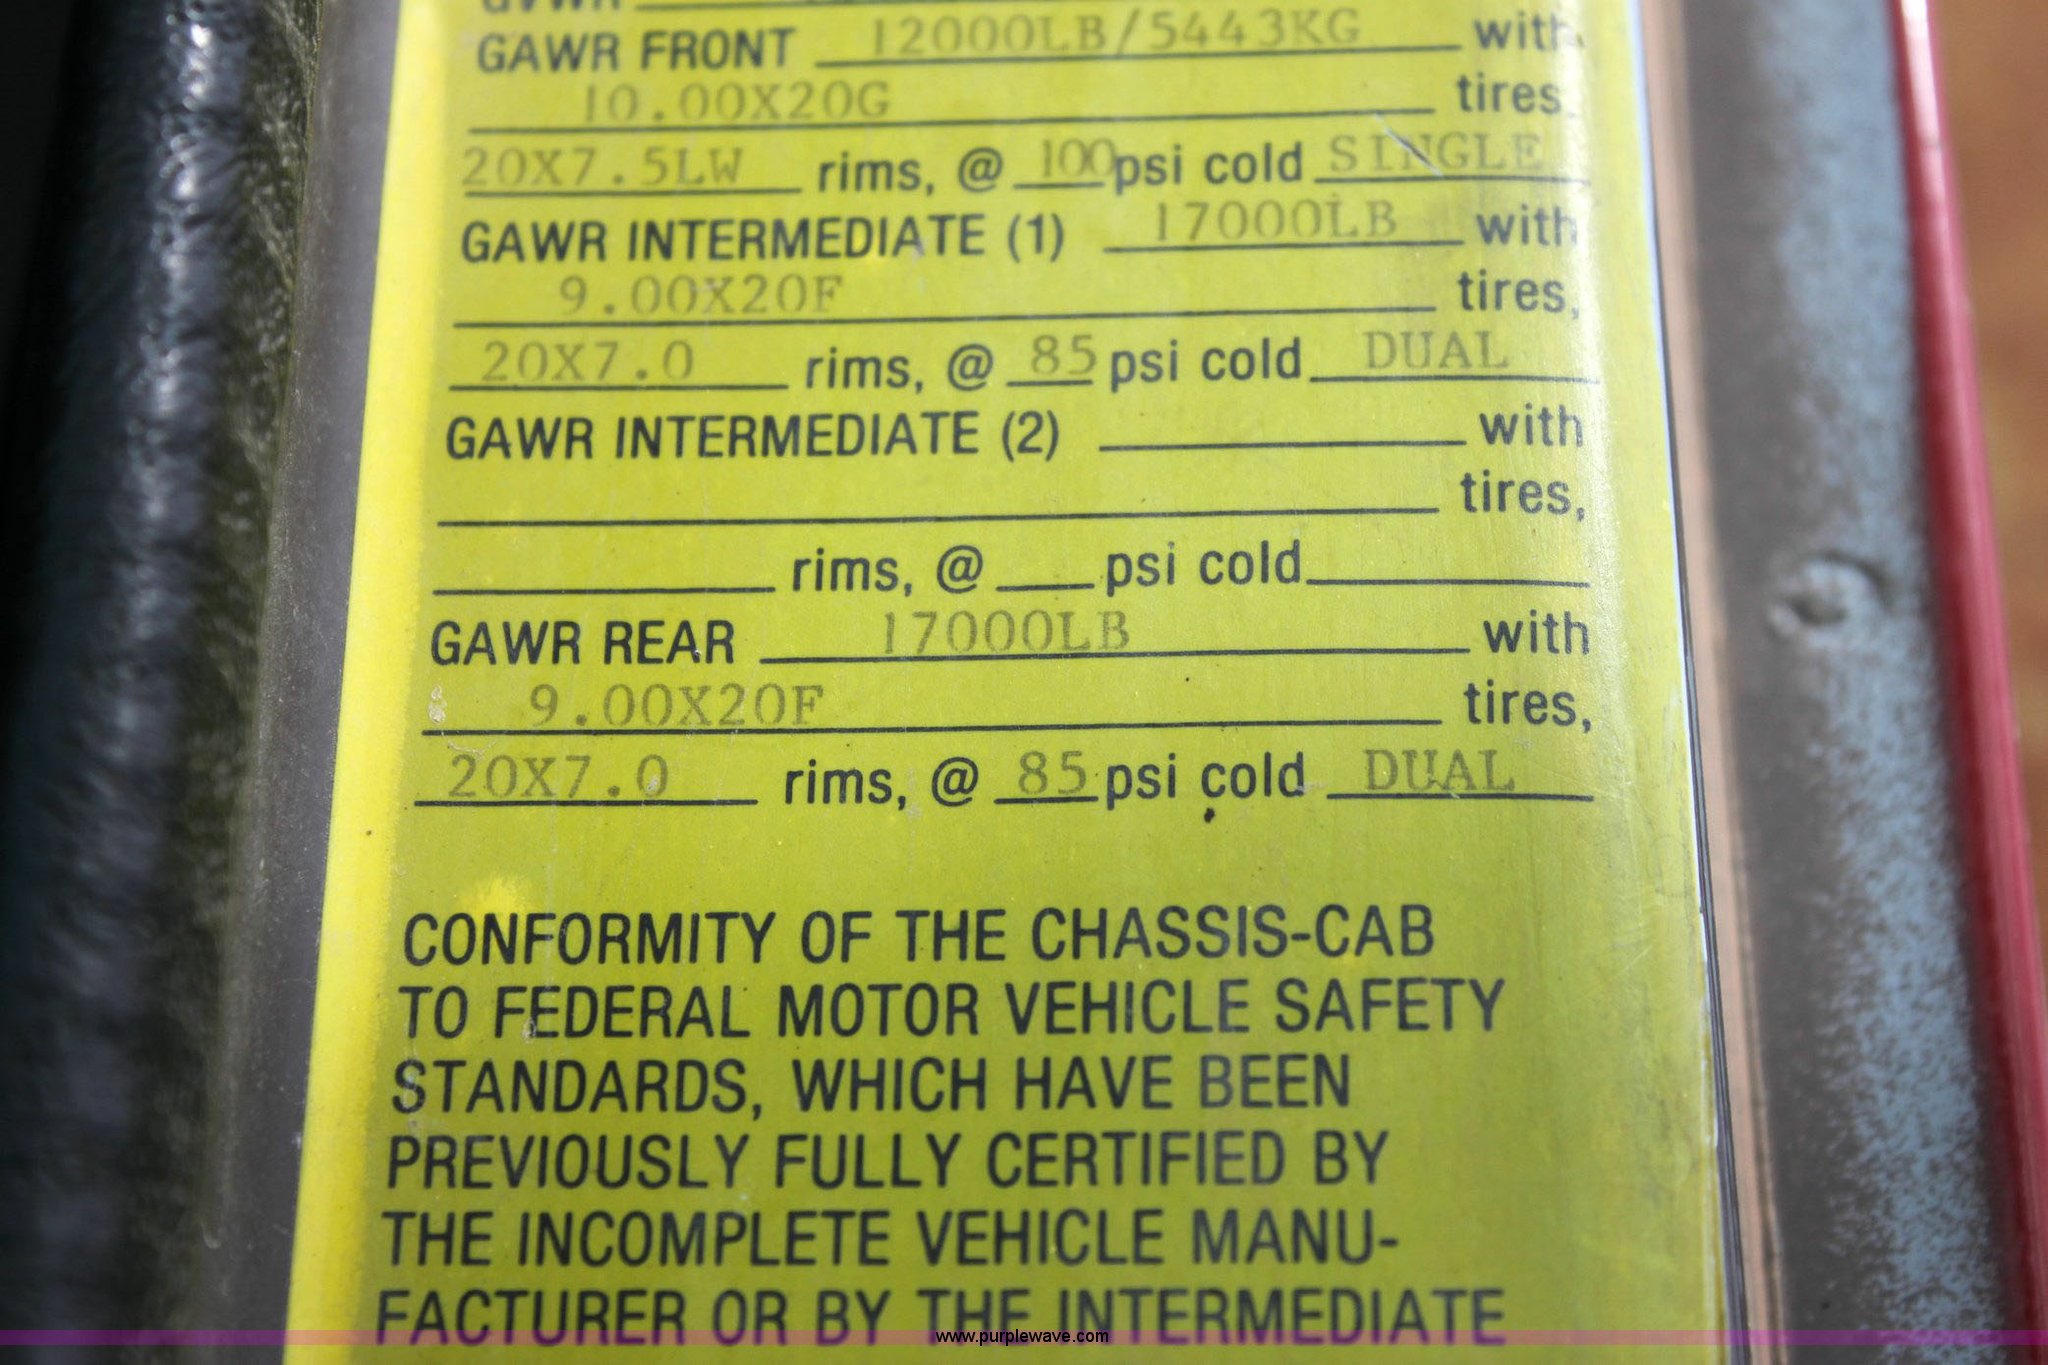 GVWR
GAWR FRONT 12000LB/5443KG with
10.00X20G tires,
20X7.5LW rims, @ 100 psi cold SINGLE
GAWR INTERMEDIATE (1) 17000LB with
9.00X20F tires,
20X7.0 rims, @ 85 psi cold DUAL
GAWR INTERMEDIATE (2) with
tires,
rims, @ psi cold
GAWR REAR 17000LB with
9.00X20F tires,
20X7.0 rims, @ 85 psi cold DUAL
CONFORMITY OF THE CHASSIS-CAB
TO FEDERAL MOTOR VEHICLE SAFETY
STANDARDS, WHICH HAVE BEEN
PREVIOUSLY FULLY CERTIFIED BY
THE INCOMPLETE VEHICLE MANU-
FACTURER OR BY THE INTERMEDIATE
www.purplewave.com